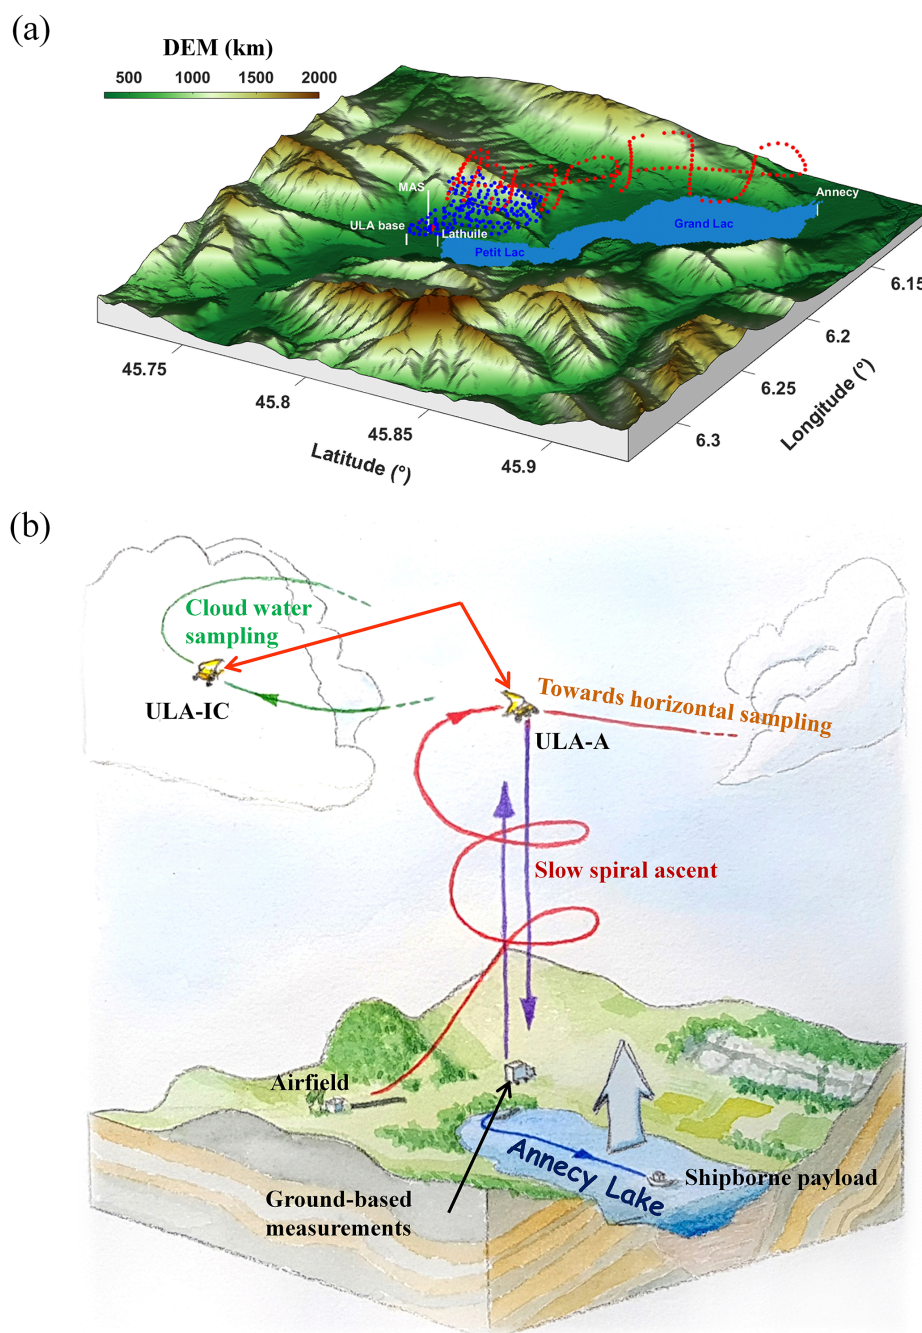 (a)
DEM (km)
500 1000 1500 2000
MAS
ULA base
Lathuile
Petit Lac
Grand Lac
Annecy
45.75
45.8
45.85
45.9
Latitude (°)
6.15
6.2
6.25
6.3
Longitude (°)
(b)
Cloud water
sampling
ULA-IC
Towards horizontal sampling
ULA-A
Slow spiral ascent
Airfield
Annecy Lake
Shipborne payload
Ground-based
measurements